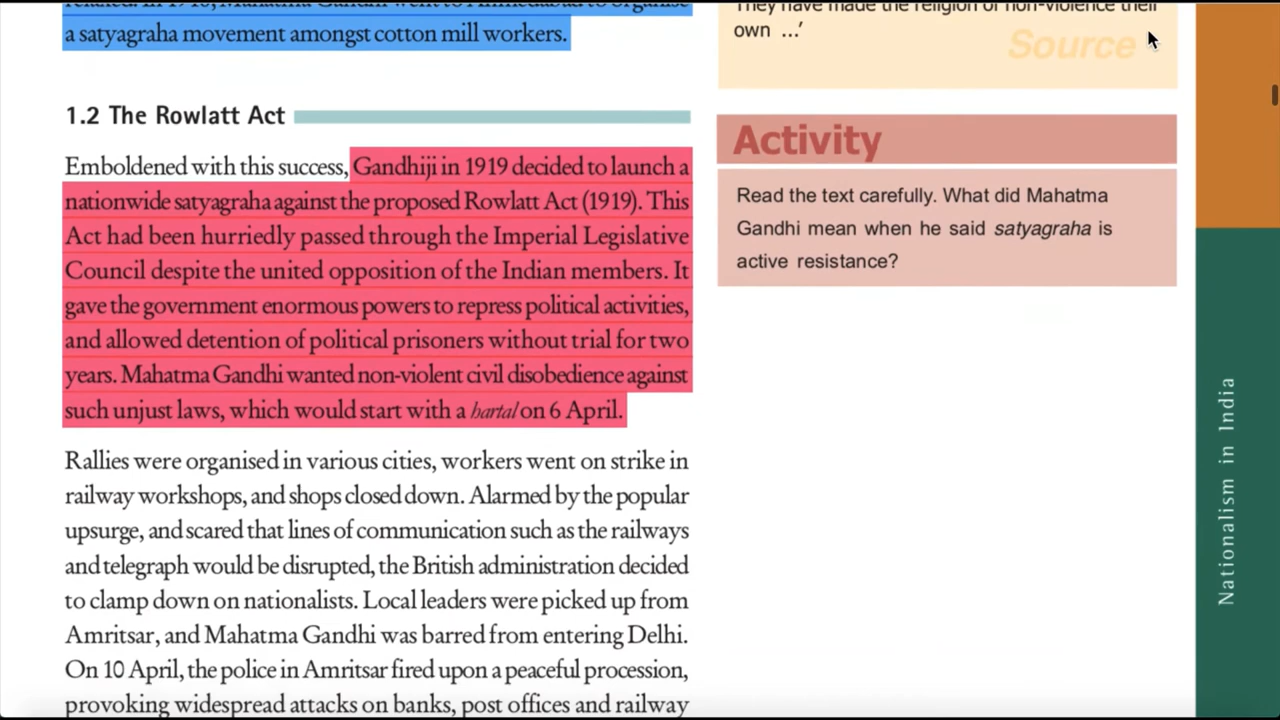 a satyagraha movement amongst cotton mill workers.
1.2 The Rowlatt Act
Emboldened with this success, Gandhiji in 1919 decided to launch a
nationwide satyagraha against the proposed Rowlatt Act (1919). This
Act had been hurriedly passed through the Imperial Legislative
Council despite the united opposition of the Indian members. It
gave the government enormous powers to repress political activities,
and allowed detention of political prisoners without trial for two
years. Mahatma Gandhi wanted non-violent civil disobedience against
such unjust laws, which would start with a hartal on 6 April.
Rallies were organised in various cities, workers went on strike in
railway workshops, and shops closed down. Alarmed by the popular
upsurge, and scared that lines of communication such as the railways
and telegraph would be disrupted, the British administration decided
to clamp down on nationalists. Local leaders were picked up from
Amritsar, and Mahatma Gandhi was barred from entering Delhi.
On 10 April, the police in Amritsar fired upon a peaceful procession,
provoking widespread attacks on banks, post offices and railway
They have made the religion of non-violence their
own ...’
Source
Activity
Read the text carefully. What did Mahatma
Gandhi mean when he said satyagraha is
active resistance?
Nationalism in India